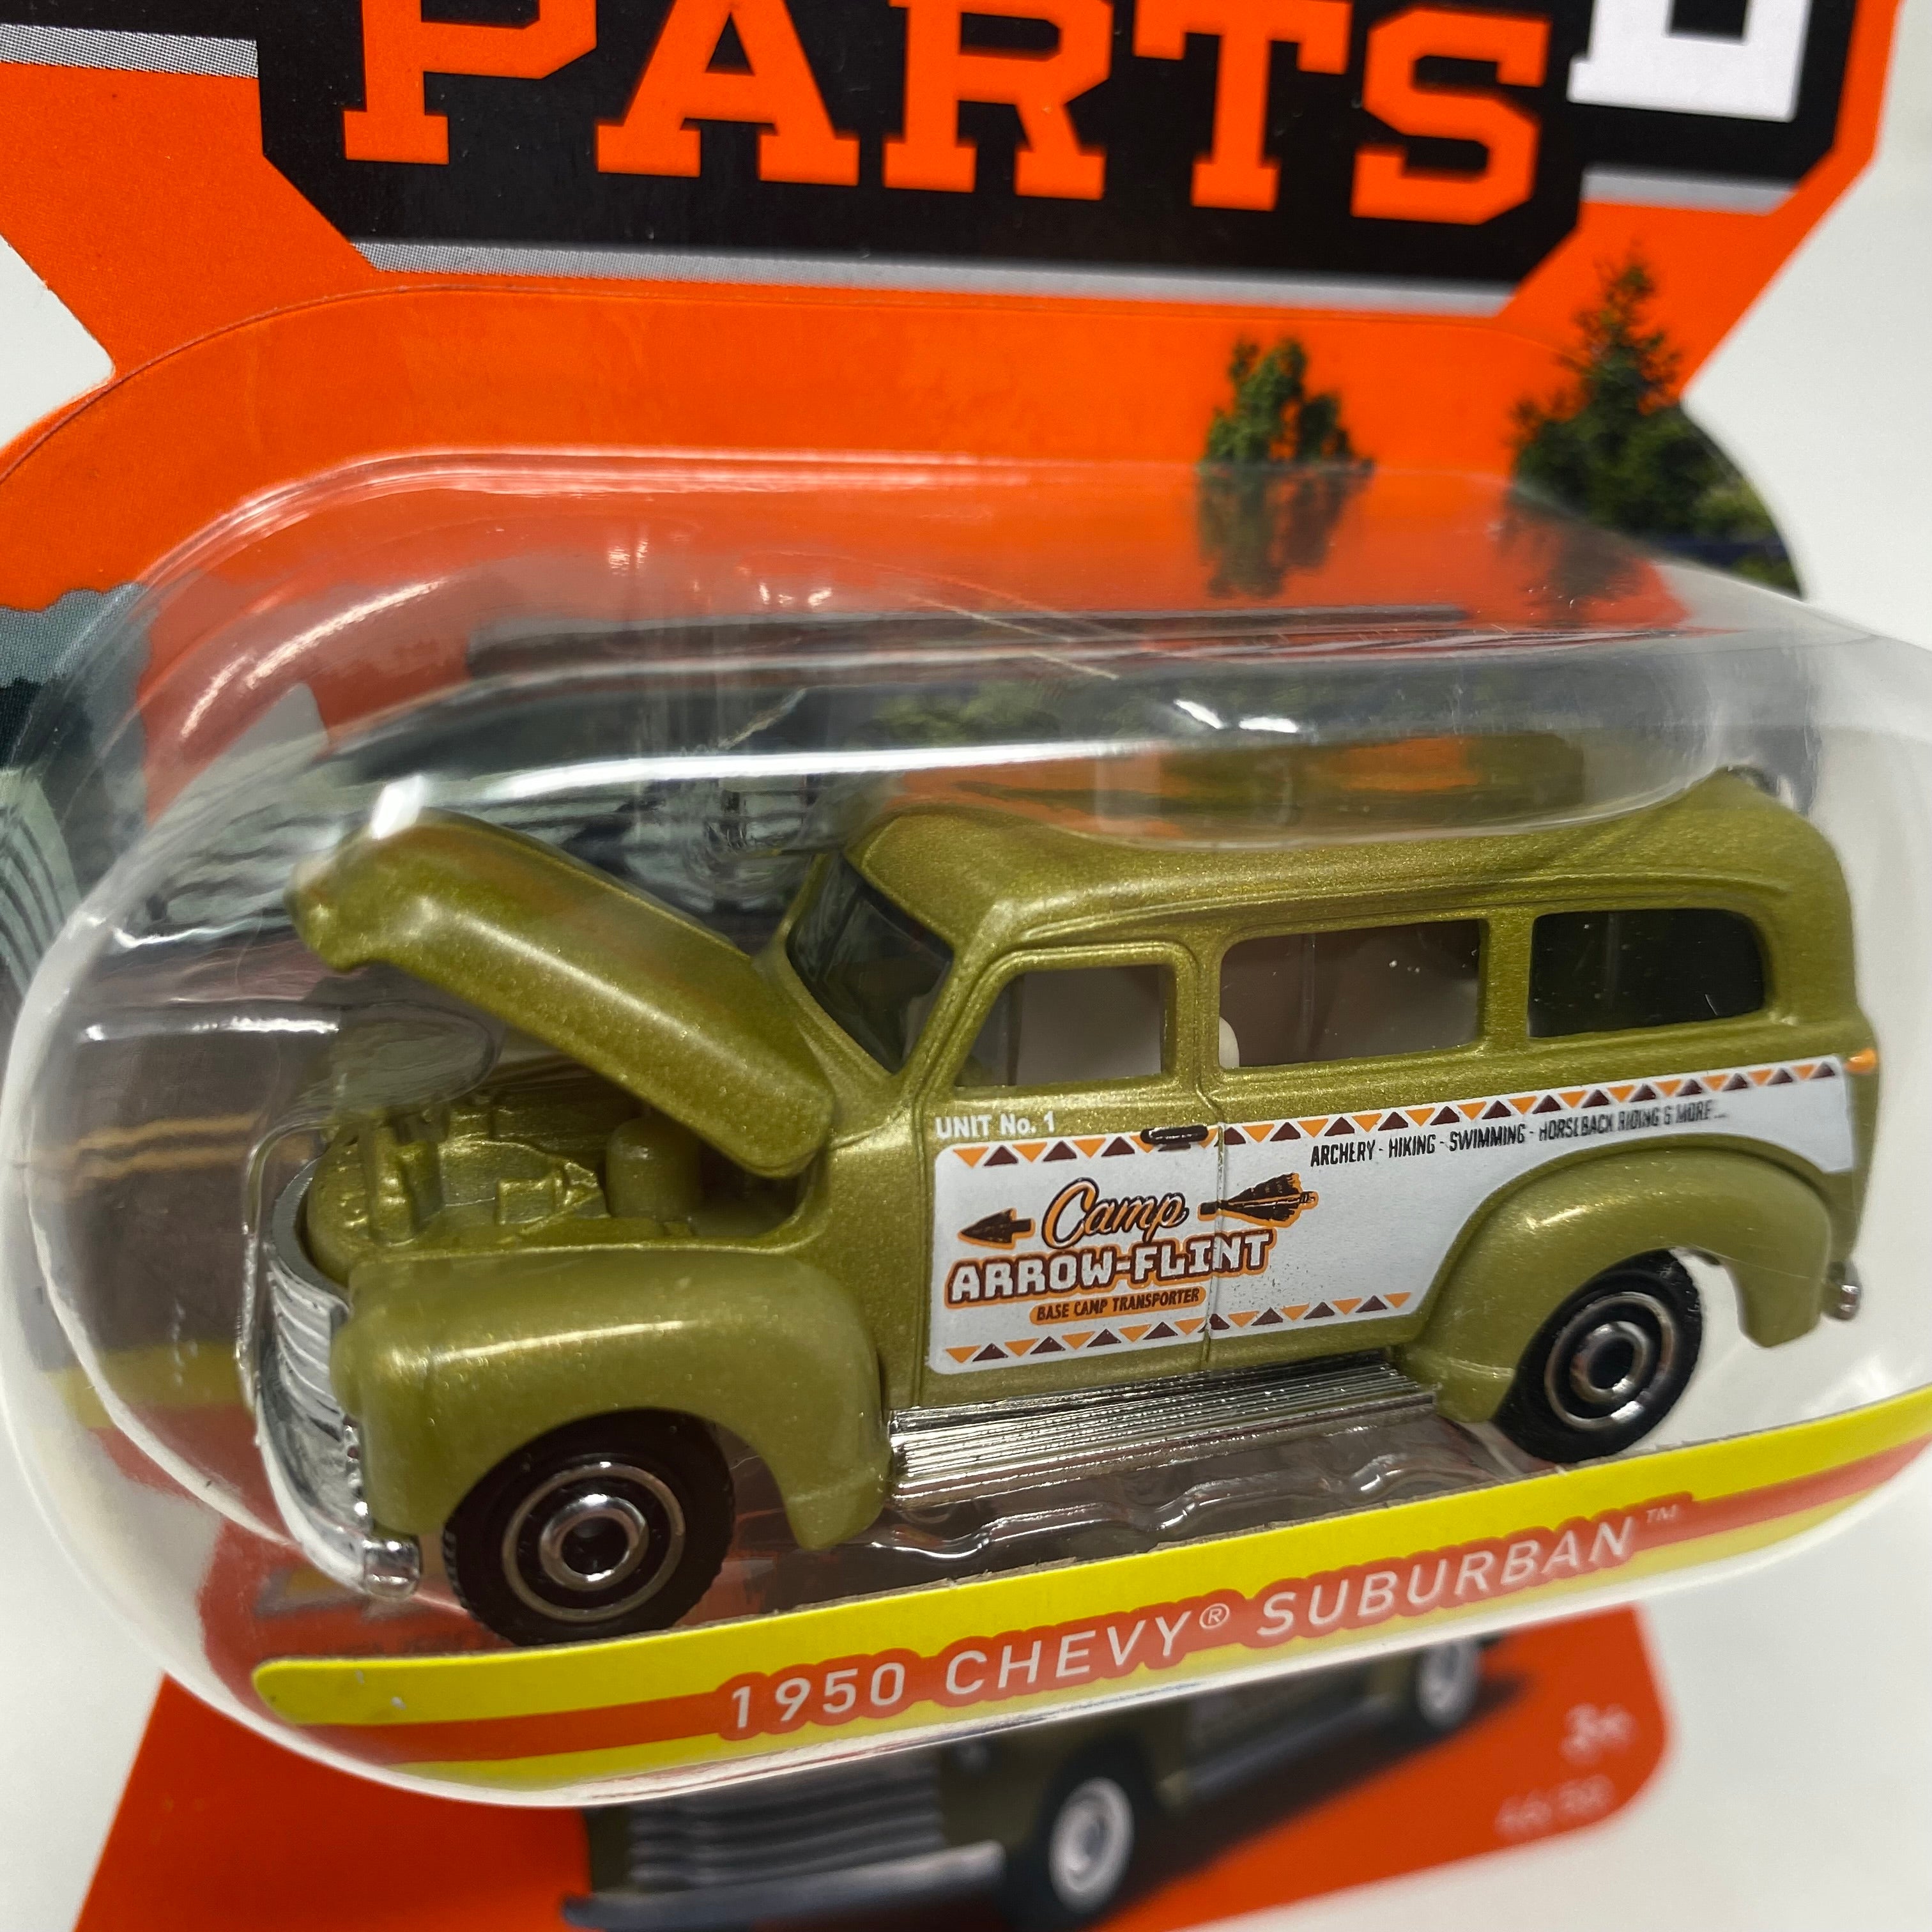 PARTS
UNIT No. 1
ARCHERY - HIKING - SWIMMING - HORSEBACK RIDING & MORE...
Camp
ARROW-FLINT
BASE CAMP TRANSPORTER
1950 CHEVY® SUBURBAN™
3+